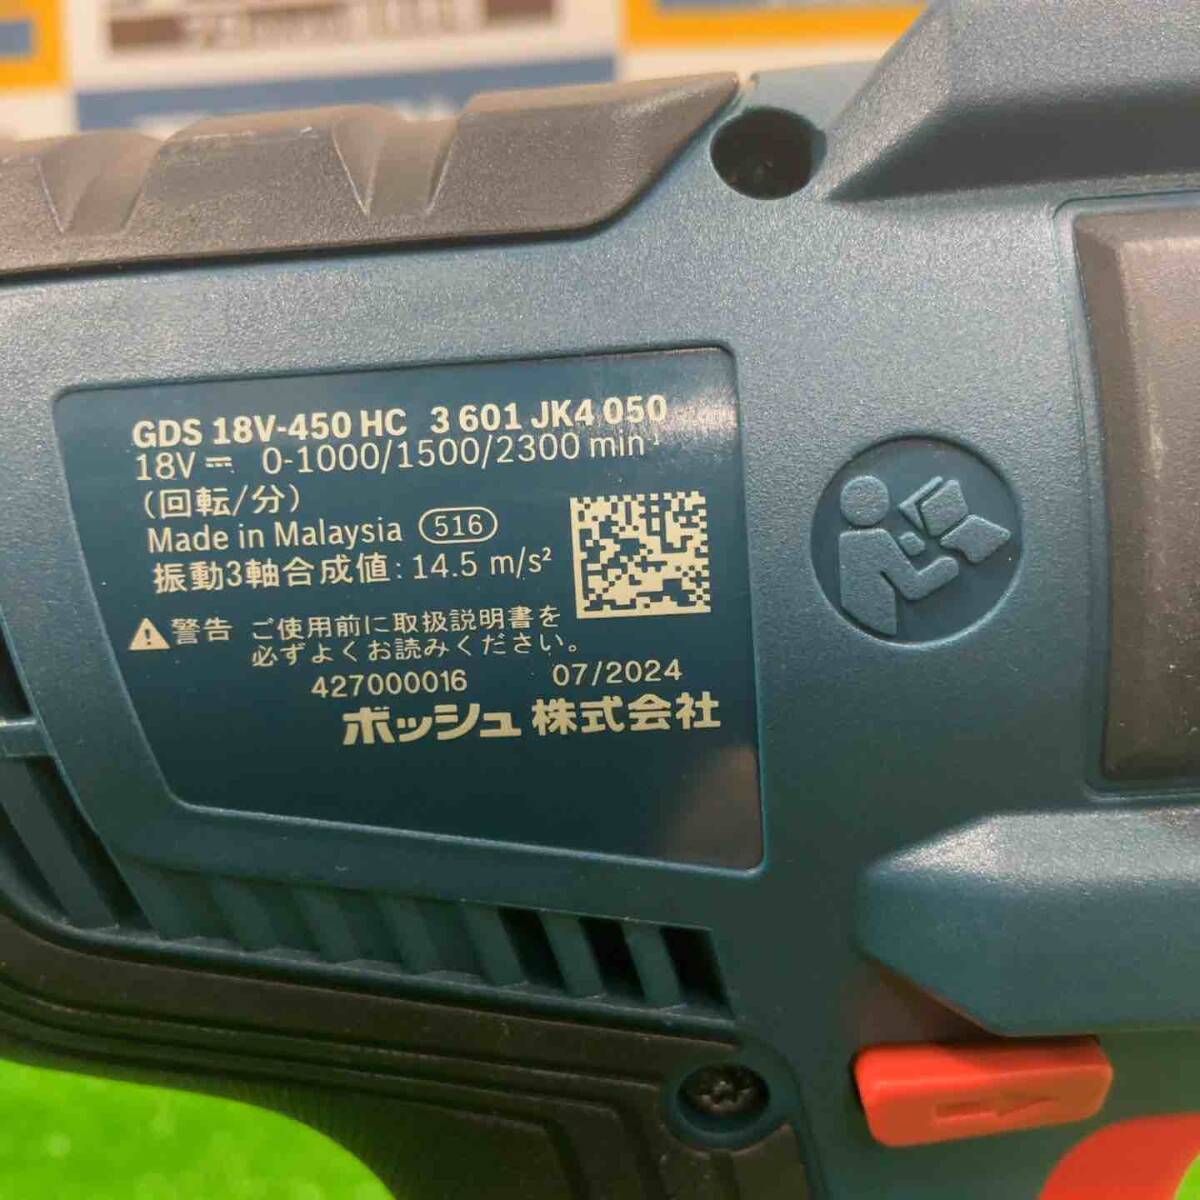 GDS 18V-450 HC 3 601 JK4 050
18V⎓ 0-1000/1500/2300 min⁻¹
(回転/分)
Made in Malaysia 516
振動3軸合成値: 14.5 m/s²
警告 ご使用前に取扱説明書を
必ずよくお読みください。
427000016 07/2024
ボッシュ株式会社